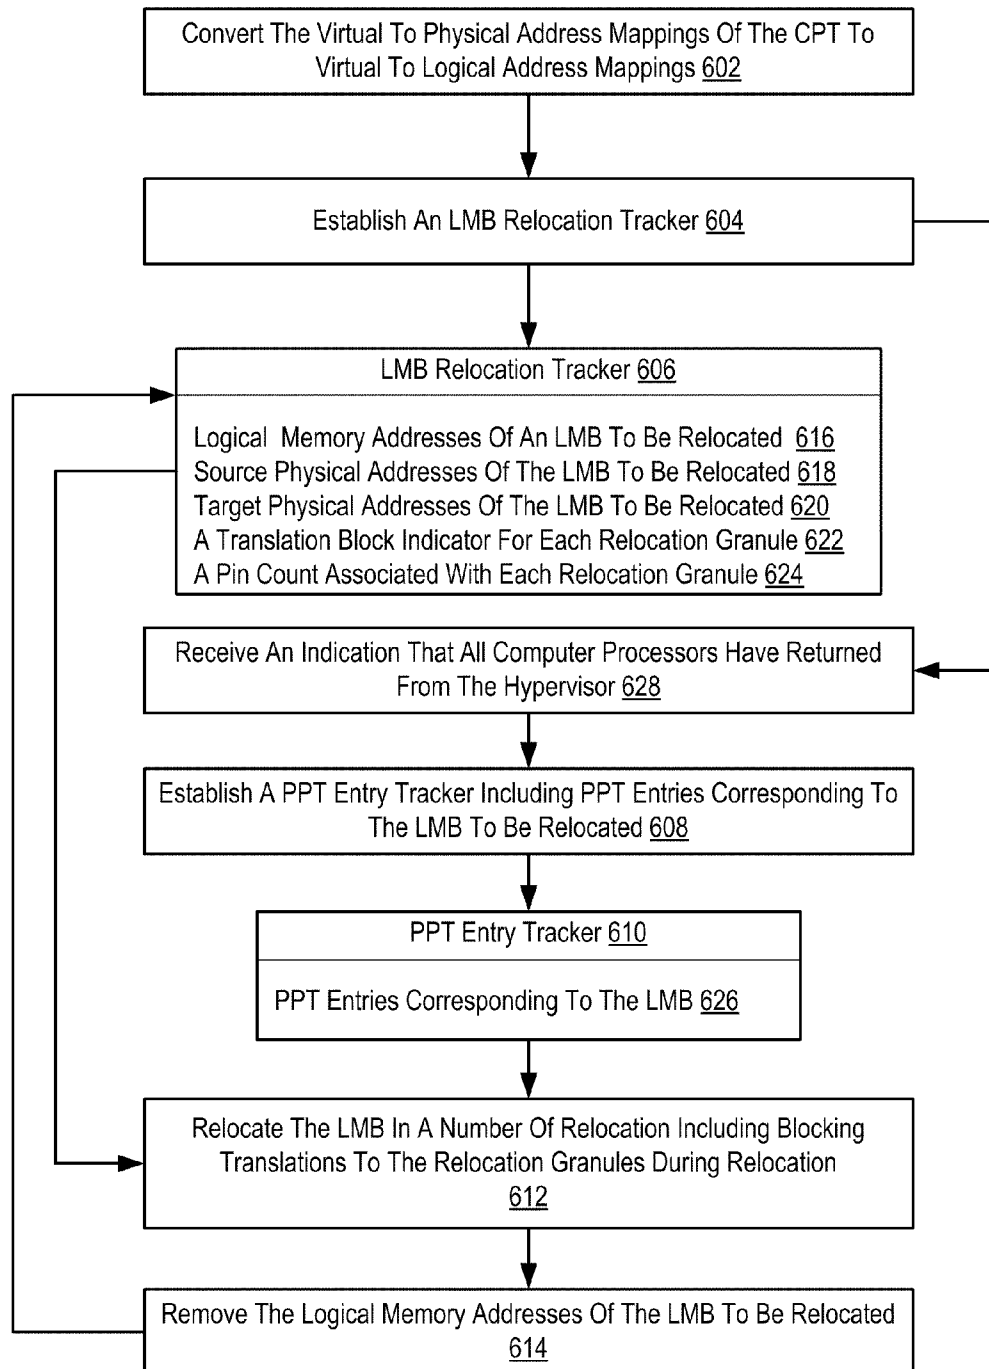 Convert The Virtual To Physical Address Mappings Of The CPT To
Virtual To Logical Address Mappings 602
Establish An LMB Relocation Tracker 604
LMB Relocation Tracker 606
Logical Memory Addresses Of An LMB To Be Relocated 616
Source Physical Addresses Of The LMB To Be Relocated 618
Target Physical Addresses Of The LMB To Be Relocated 620
A Translation Block Indicator For Each Relocation Granule 622
A Pin Count Associated With Each Relocation Granule 624
Receive An Indication That All Computer Processors Have Returned
From The Hypervisor 628
Establish A PPT Entry Tracker Including PPT Entries Corresponding To
The LMB To Be Relocated 608
PPT Entry Tracker 610
PPT Entries Corresponding To The LMB 626
Relocate The LMB In A Number Of Relocation Including Blocking
Translations To The Relocation Granules During Relocation
612
Remove The Logical Memory Addresses Of The LMB To Be Relocated
614